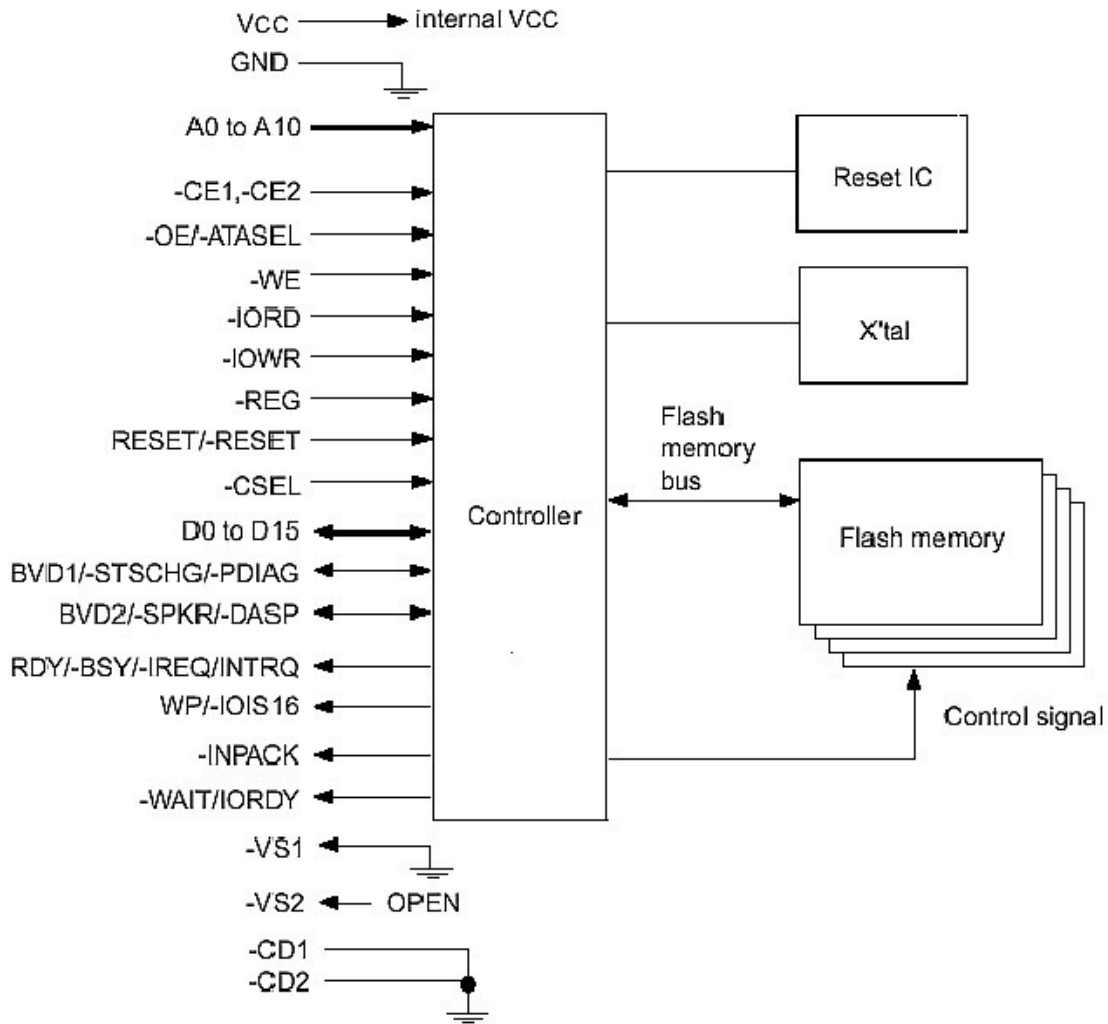 VCC internal VCC
GND
A0 to A10
Reset IC
-CE1,-CE2
-OE/-ATASEL
-WE
-IORD
X'tal
-IOWR
-REG
Flash
memory
bus
RESET/-RESET
-CSEL
Controller
D0 to D15
Flash memory
BVD1/-STSCHG/-PDIAG
BVD2/-SPKR/-DASP
RDY/-BSY/-IREQ/INTRQ
WP/-IOIS16
Control signal
-INPACK
-WAIT/IORDY
-VS1
-VS2 OPEN
-CD1
-CD2